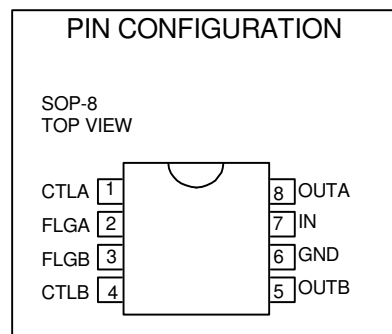 PIN CONFIGURATION
SOP-8
TOP VIEW
CTLA 1 8 OUTA
FLGA 2 7 IN
FLGB 3 6 GND
CTLB 4 5 OUTB